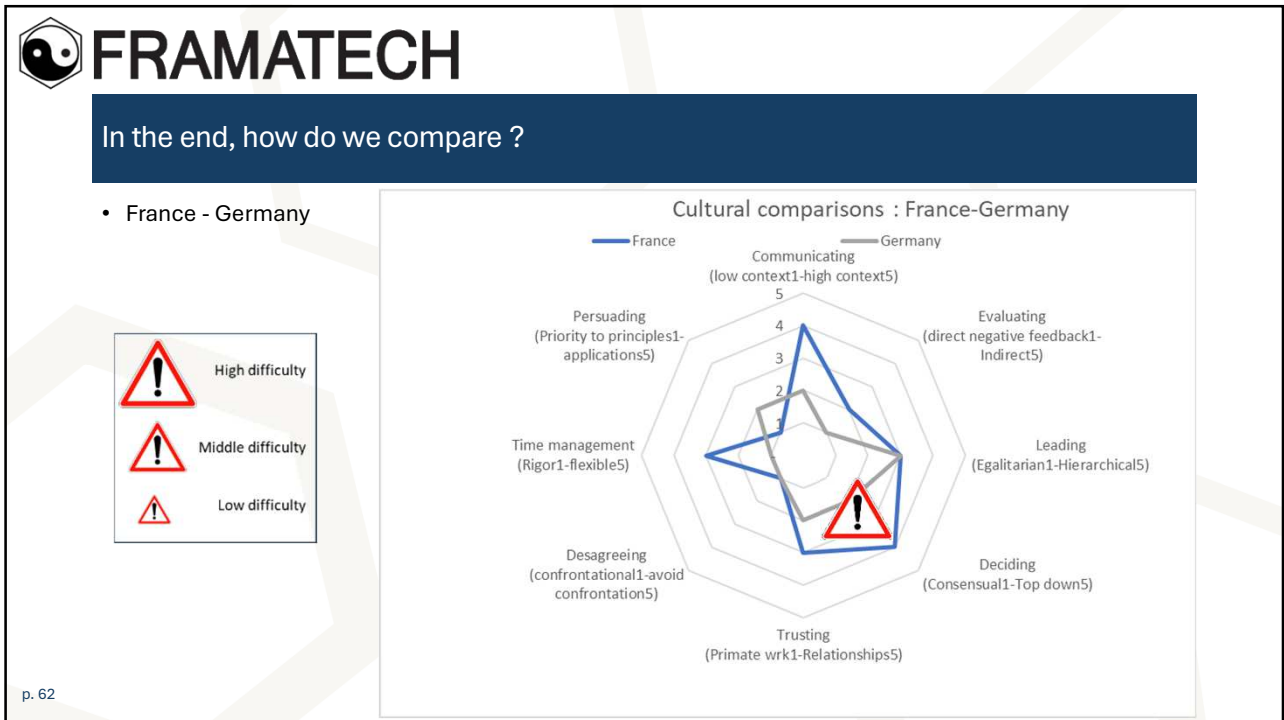 FRAMATECH
In the end, how do we compare ?
• France - Germany
High difficulty
Middle difficulty
Low difficulty
Cultural comparisons : France-Germany
France
Germany
Communicating
(low context1-high context5)
Evaluating
(direct negative feedback1-
Indirect5)
Leading
(Egalitarian1-Hierarchical5)
Deciding
(Consensual1-Top down5)
Trusting
(Primate wrk1-Relationships5)
Desagreeing
(confrontational1-avoid
confrontation5)
Time management
(Rigor1-flexible5)
Persuading
(Priority to principles1-
applications5)
5
4
3
2
1
p. 62